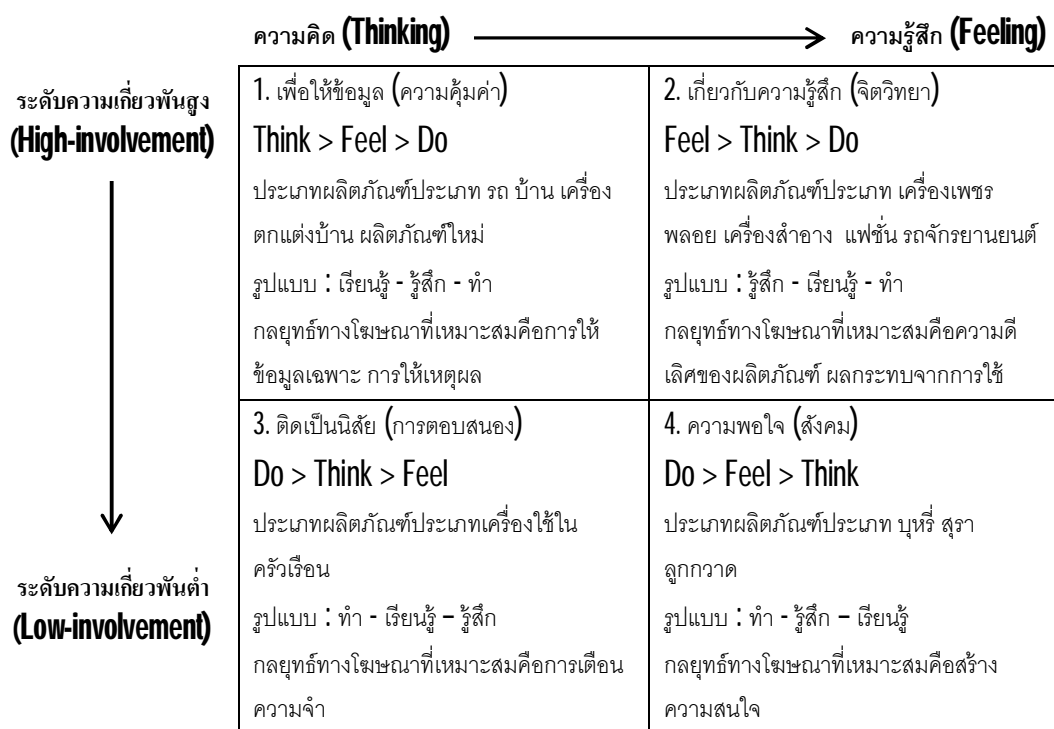 ความคิด (Thinking)
ความรู้สึก (Feeling)
ระดับความเกี่ยวพันสูง
(High-involvement)
1. เพื่อให้ข้อมูล (ความคุ้มค่า)
Think > Feel > Do
ประเภทผลิตภัณฑ์ประเภท รถ บ้าน เครื่อง
ตกแต่งบ้าน ผลิตภัณฑ์ใหม่
รูปแบบ : เรียนรู้ - รู้สึก - ทำ
กลยุทธ์ทางโฆษณาที่เหมาะสมคือการให้
ข้อมูลเฉพาะ การให้เหตุผล
2. เกี่ยวกับความรู้สึก (จิตวิทยา)
Feel > Think > Do
ประเภทผลิตภัณฑ์ประเภท เครื่องเพชร
พลอย เครื่องสำอาง แฟชั่น รถจักรยานยนต์
รูปแบบ : รู้สึก - เรียนรู้ - ทำ
กลยุทธ์ทางโฆษณาที่เหมาะสมคือความดี
เลิศของผลิตภัณฑ์ ผลกระทบจากการใช้
ระดับความเกี่ยวพันต่ำ
(Low-involvement)
3. ติดเป็นนิสัย (การตอบสนอง)
Do > Think > Feel
ประเภทผลิตภัณฑ์ประเภทเครื่องใช้ใน
ครัวเรือน
รูปแบบ : ทำ - เรียนรู้ – รู้สึก
กลยุทธ์ทางโฆษณาที่เหมาะสมคือการเตือน
ความจำ
4. ความพอใจ (สังคม)
Do > Feel > Think
ประเภทผลิตภัณฑ์ประเภท บุหรี่ สุรา
ลูกกวาด
รูปแบบ : ทำ - รู้สึก – เรียนรู้
กลยุทธ์ทางโฆษณาที่เหมาะสมคือสร้าง
ความสนใจ